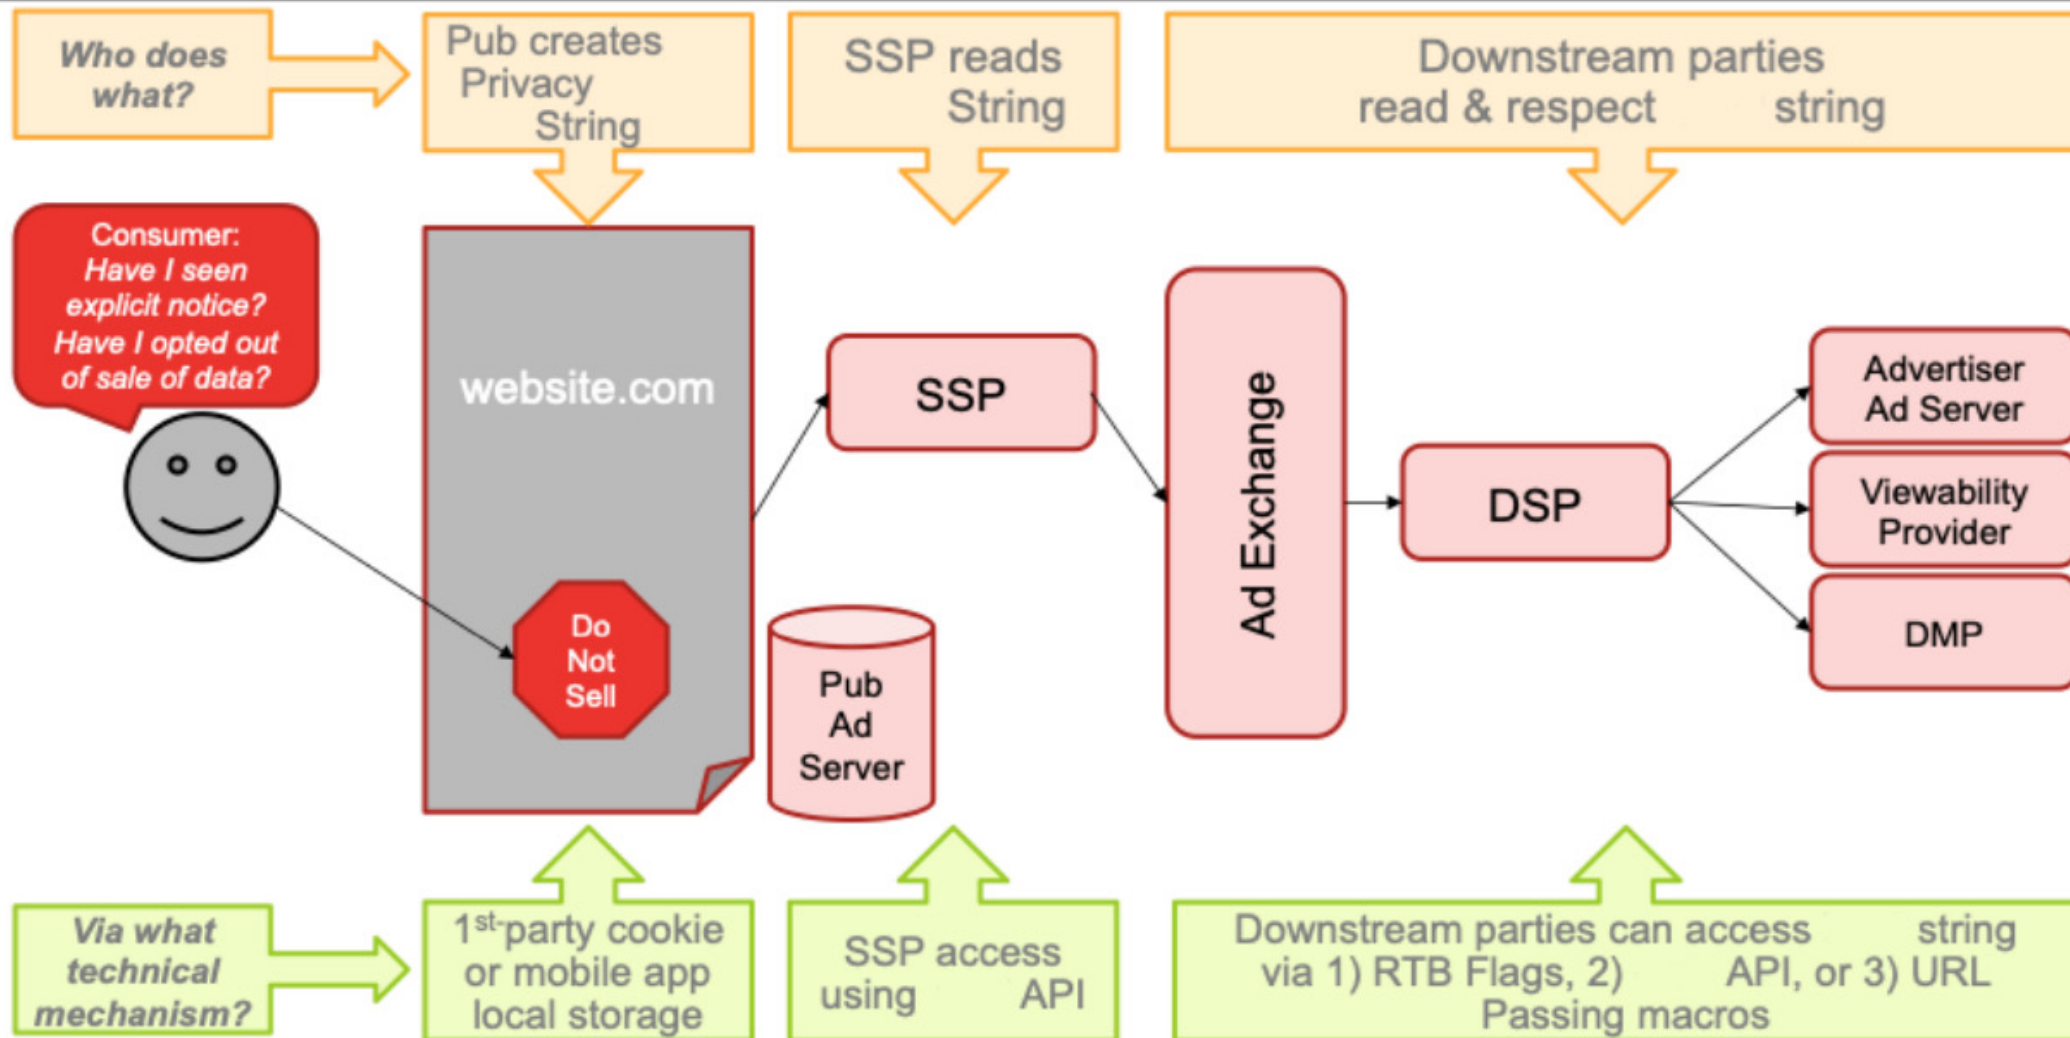 Who does
what?
Pub creates
Privacy
String
SSP reads
String
Downstream parties
read & respect string
Consumer:
Have I seen
explicit notice?
Have I opted out
of sale of data?
website.com
Do
Not
Sell
Pub
Ad
Server
SSP
Ad Exchange
DSP
Advertiser
Ad Server
Viewability
Provider
DMP
Via what
technical
mechanism?
1st-party cookie
or mobile app
local storage
SSP access
using API
Downstream parties can access string
via 1) RTB Flags, 2) API, or 3) URL
Passing macros